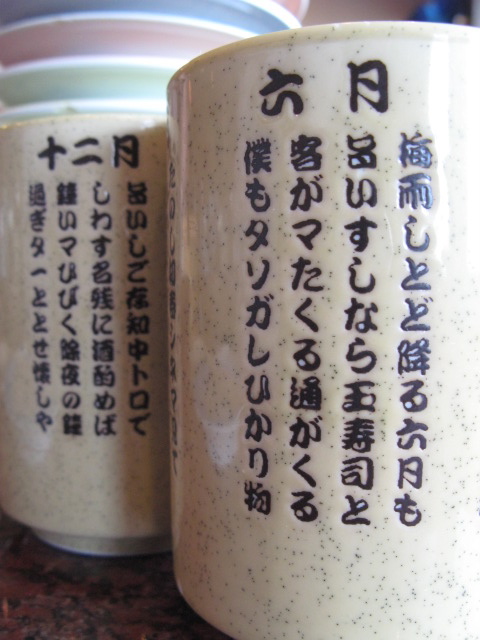 六月
梅雨しとど降る六月も
旨いすしなら玉寿司と
客がマたくる通がくる
僕もタソガしひかり物
十二月
旨いしご存知中トロで
しわす名残に酒酌めば
鐘いマひびく除夜の鐘
過ぎターととせ懐しや